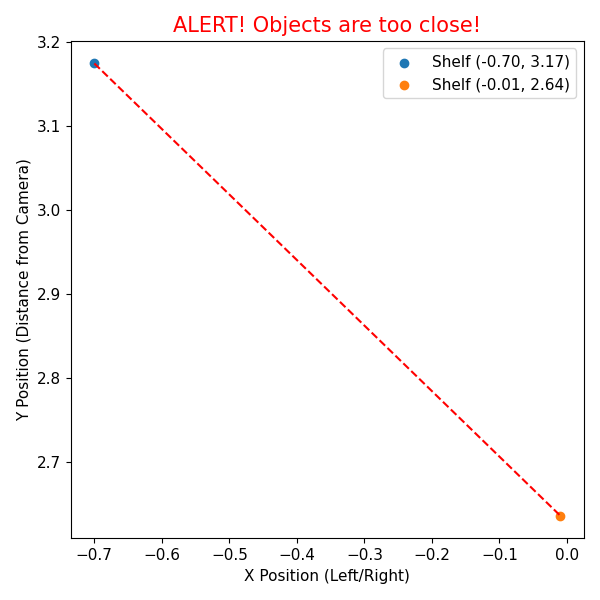 ALERT! Objects are too close!
Shelf (-0.70, 3.17)
Shelf (-0.01, 2.64)
Y Position (Distance from Camera)
3.2
3.1
3.0
2.9
2.8
2.7
−0.7 −0.6 −0.5 −0.4 −0.3 −0.2 −0.1 0.0
X Position (Left/Right)